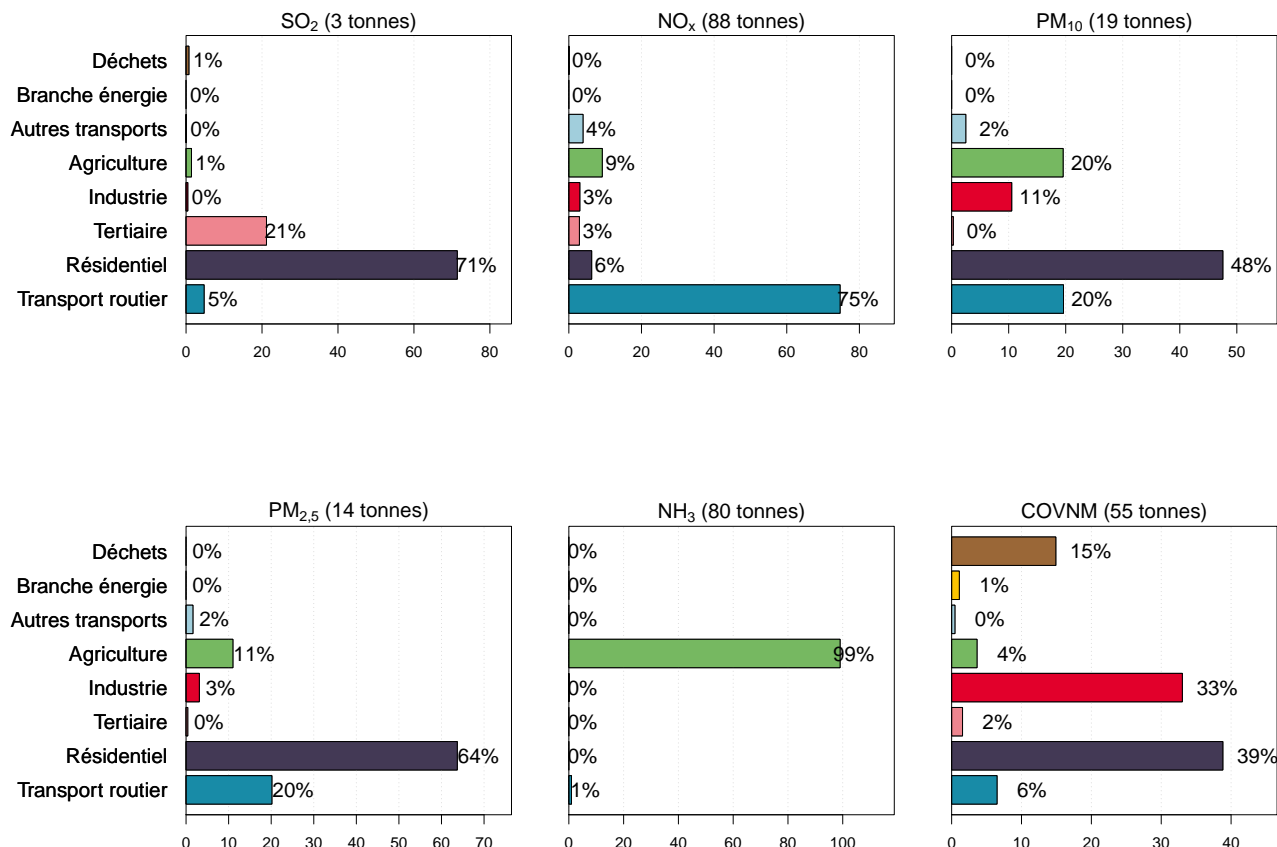 SO₂ (3 tonnes)
Déchets 1%
Branche énergie 0%
Autres transports 0%
Agriculture 1%
Industrie 0%
Tertiaire 21%
Résidentiel 71%
Transport routier 5%
0 20 40 60 80
NOₓ (88 tonnes)
0%
0%
4%
9%
3%
3%
6%
75%
0 20 40 60 80
PM₁₀ (19 tonnes)
0%
0%
2%
20%
11%
0%
48%
20%
0 10 20 30 40 50
PM₂,₅ (14 tonnes)
Déchets 0%
Branche énergie 0%
Autres transports 2%
Agriculture 11%
Industrie 3%
Tertiaire 0%
Résidentiel 64%
Transport routier 20%
0 10 20 30 40 50 60 70
NH₃ (80 tonnes)
0%
0%
0%
99%
0%
0%
0%
1%
0 20 40 60 80 100
COVNM (55 tonnes)
15%
1%
0%
4%
33%
2%
39%
6%
0 10 20 30 40